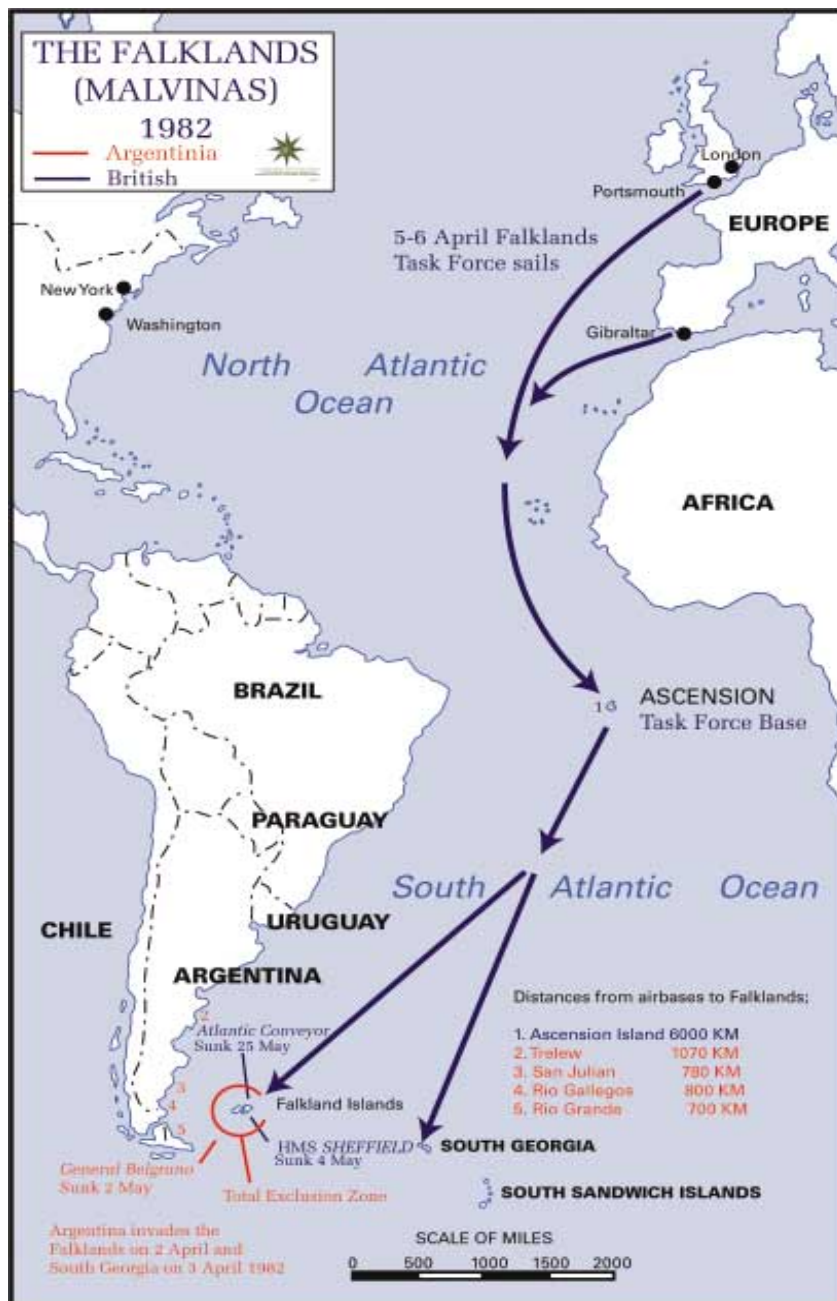 THE FALKLANDS
(MALVINAS)
1982
Argentinia
British
London
Portsmouth
EUROPE
5-6 April Falklands
Task Force sails
New York
Washington
Gibraltar
North Atlantic
Ocean
AFRICA
BRAZIL
1
ASCENSION
Task Force Base
PARAGUAY
South Atlantic Ocean
URUGUAY
CHILE
ARGENTINA
Distances from airbases to Falklands;
1. Ascension Island 6000 KM
2. Trelew 1070 KM
3. San Julian 780 KM
4. Rio Gallegos 800 KM
5. Rio Grande 700 KM
2
Atlantic Conveyor
Sunk 25 May
3
4
5
Falkland Islands
HMS SHEFFIELD
Sunk 4 May
SOUTH GEORGIA
General Belgrano
Sunk 2 May
Total Exclusion Zone
SOUTH SANDWICH ISLANDS
Argentina invades the
Falklands on 2 April and
South Georgia on 3 April 1982
SCALE OF MILES
0 500 1000 1500 2000